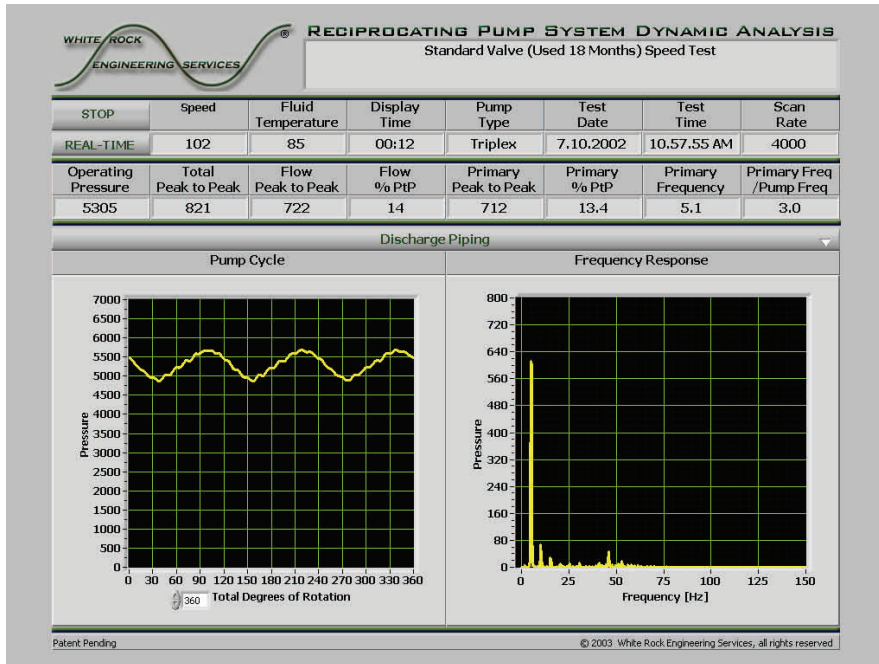 WHITE ROCK
ENGINEERING SERVICES
®
RECIPROCATING PUMP SYSTEM DYNAMIC ANALYSIS
Standard Valve (Used 18 Months) Speed Test
STOP
Speed
Fluid Temperature
Display Time
Pump Type
Test Date
Test Time
Scan Rate
REAL-TIME
102
85
00:12
Triplex
7.10.2002
10.57.55 AM
4000
Operating Pressure
Total Peak to Peak
Flow Peak to Peak
Flow % PtP
Primary Peak to Peak
Primary % PtP
Primary Frequency
Primary Freq /Pump Freq
5305
821
722
14
712
13.4
5.1
3.0
Discharge Piping
Pump Cycle
Frequency Response
7000
6500
6000
5500
5000
4500
4000
3500
3000
2500
2000
1500
1000
500
0
Pressure
0 30 60 90 120 150 180 210 240 270 300 330 360
360
Total Degrees of Rotation
800
720
640
560
480
400
320
240
160
80
0
Pressure
0 25 50 75 100 125 150
Frequency [Hz]
Patent Pending
© 2003 White Rock Engineering Services, all rights reserved